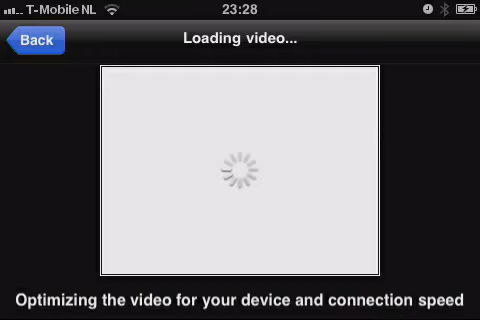 T-Mobile NL 23:28
Back Loading video...
Optimizing the video for your device and connection speed